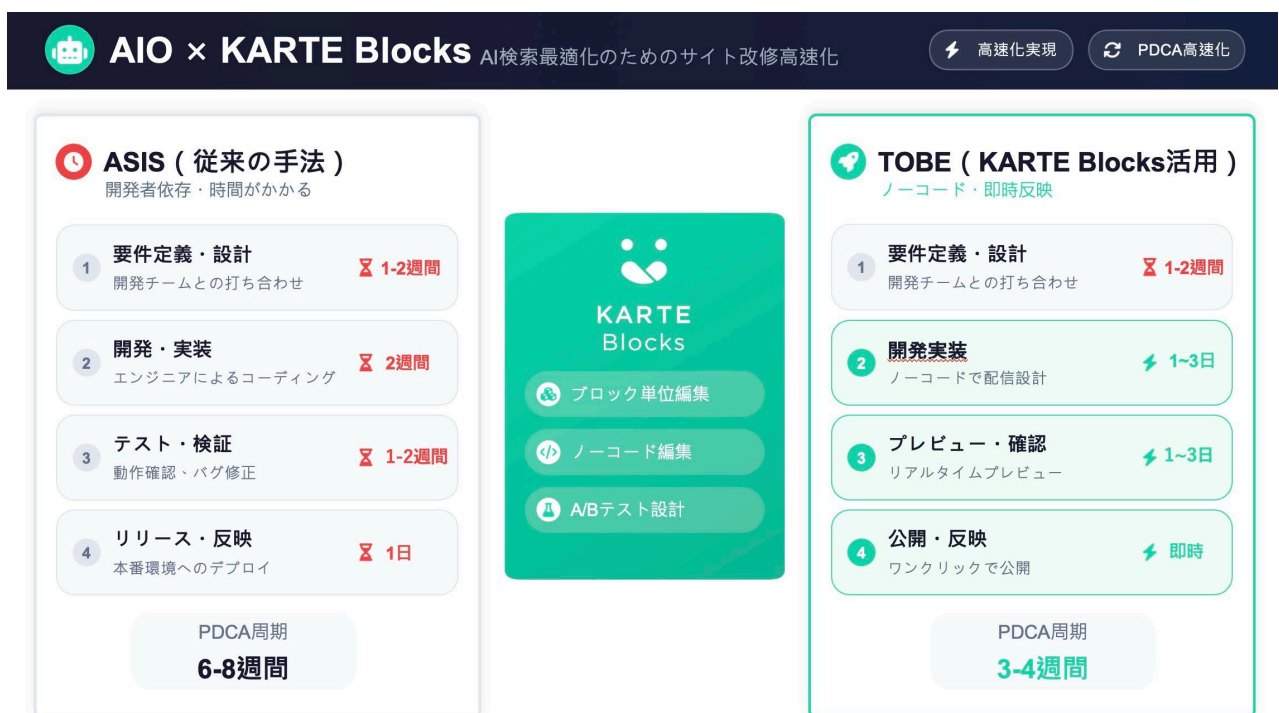 AIO × KARTE Blocks AI検索最適化のためのサイト改修高速化
高速化実現
PDCA高速化
ASIS（従来の手法）
開発者依存・時間がかかる
1
要件定義・設計
開発チームとの打ち合わせ
1-2週間
2
開発・実装
エンジニアによるコーディング
2週間
3
テスト・検証
動作確認、バグ修正
1-2週間
4
リリース・反映
本番環境へのデプロイ
1日
PDCA周期
6-8週間
KARTE
Blocks
ブロック単位編集
ノーコード編集
A/Bテスト設計
TOBE（KARTE Blocks活用）
ノーコード・即時反映
1
要件定義・設計
開発チームとの打ち合わせ
1-2週間
2
開発実装
ノーコードで配信設計
1~3日
3
プレビュー・確認
リアルタイムプレビュー
1~3日
4
公開・反映
ワンクリックで公開
即時
PDCA周期
3-4週間